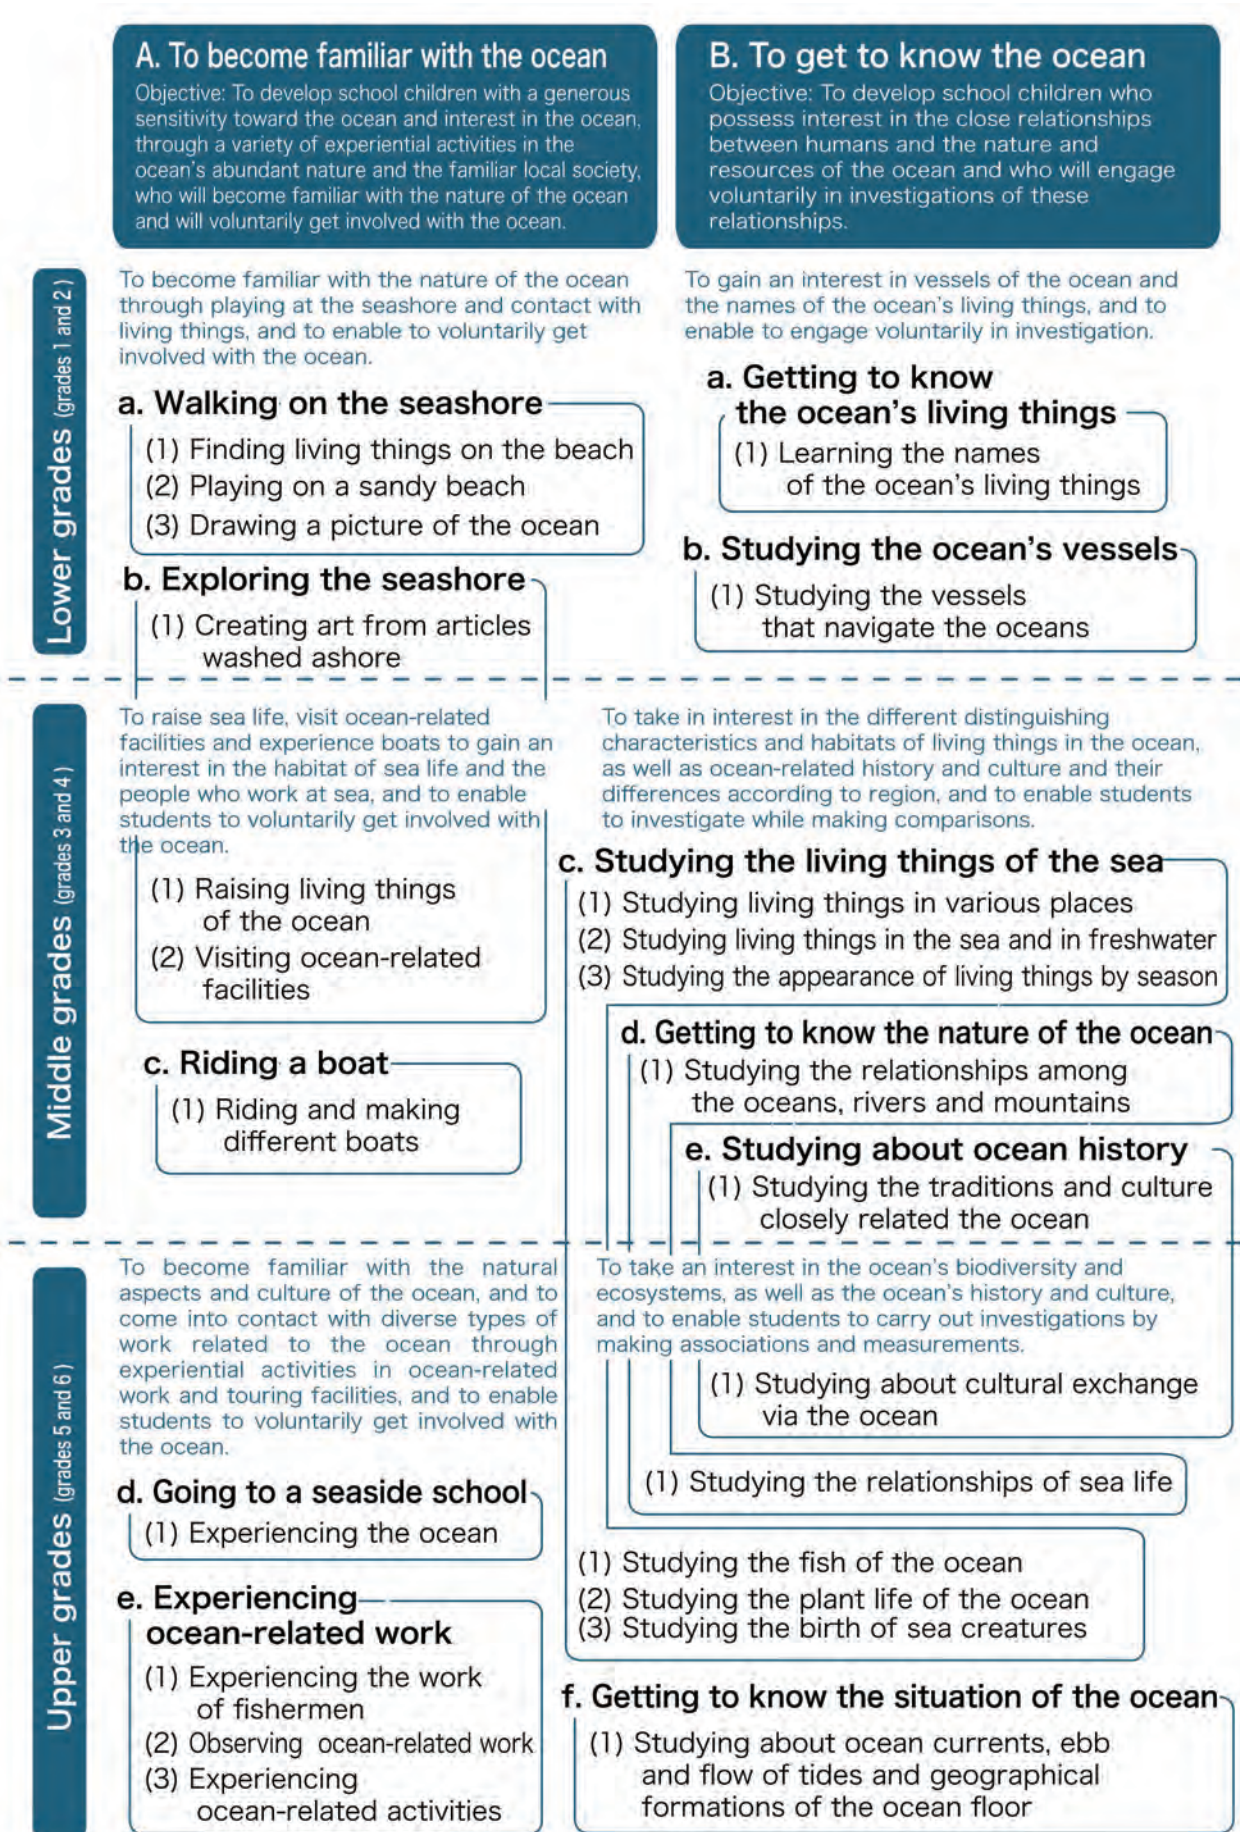 A. To become familiar with the ocean
Objective: To develop school children with a generous
sensitivity toward the ocean and interest in the ocean,
through a variety of experiential activities in the
ocean's abundant nature and the familiar local society,
who will become familiar with the nature of the ocean
and will voluntarily get involved with the ocean.
B. To get to know the ocean
Objective: To develop school children who
possess interest in the close relationships
between humans and the nature and
resources of the ocean and who will engage
voluntarily in investigations of these
relationships.
Lower grades (grades 1 and 2)
To become familiar with the nature of the ocean
through playing at the seashore and contact with
living things, and to enable to voluntarily get
involved with the ocean.
a. Walking on the seashore
(1) Finding living things on the beach
(2) Playing on a sandy beach
(3) Drawing a picture of the ocean
b. Exploring the seashore
(1) Creating art from articles
washed ashore
To gain an interest in vessels of the ocean and
the names of the ocean's living things, and to
enable to engage voluntarily in investigation.
a. Getting to know
the ocean's living things
(1) Learning the names
of the ocean's living things
b. Studying the ocean's vessels
(1) Studying the vessels
that navigate the oceans
Middle grades (grades 3 and 4)
To raise sea life, visit ocean-related
facilities and experience boats to gain an
interest in the habitat of sea life and the
people who work at sea, and to enable
students to voluntarily get involved with
the ocean.
(1) Raising living things
of the ocean
(2) Visiting ocean-related
facilities
c. Riding a boat
(1) Riding and making
different boats
To take in interest in the different distinguishing
characteristics and habitats of living things in the ocean,
as well as ocean-related history and culture and their
differences according to region, and to enable students
to investigate while making comparisons.
c. Studying the living things of the sea
(1) Studying living things in various places
(2) Studying living things in the sea and in freshwater
(3) Studying the appearance of living things by season
d. Getting to know the nature of the ocean
(1) Studying the relationships among
the oceans, rivers and mountains
e. Studying about ocean history
(1) Studying the traditions and culture
closely related the ocean
Upper grades (grades 5 and 6)
To become familiar with the natural
aspects and culture of the ocean, and to
come into contact with diverse types of
work related to the ocean through
experiential activities in ocean-related
work and touring facilities, and to enable
students to voluntarily get involved with
the ocean.
d. Going to a seaside school
(1) Experiencing the ocean
e. Experiencing
ocean-related work
(1) Experiencing the work
of fishermen
(2) Observing ocean-related work
(3) Experiencing
ocean-related activities
To take an interest in the ocean's biodiversity and
ecosystems, as well as the ocean's history and culture,
and to enable students to carry out investigations by
making associations and measurements.
(1) Studying about cultural exchange
via the ocean
(1) Studying the relationships of sea life
(1) Studying the fish of the ocean
(2) Studying the plant life of the ocean
(3) Studying the birth of sea creatures
f. Getting to know the situation of the ocean
(1) Studying about ocean currents, ebb
and flow of tides and geographical
formations of the ocean floor